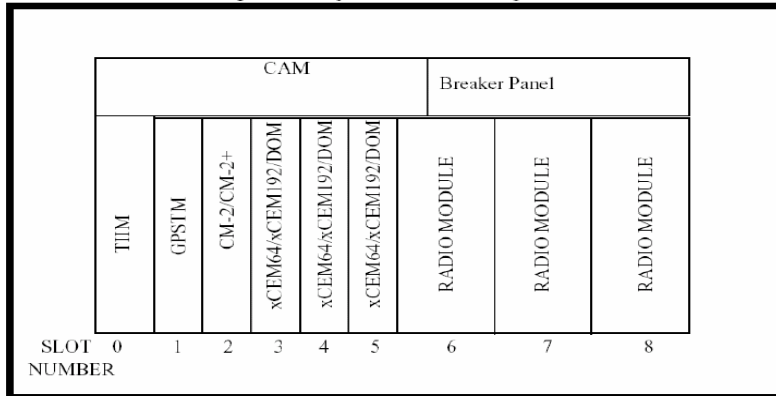 CAM
Breaker Panel
TIIM
GPSTM
CM-2/CM-2+
xCEM64/xCEM192/DOM
xCEM64/xCEM192/DOM
xCEM64/xCEM192/DOM
RADIO MODULE
RADIO MODULE
RADIO MODULE
SLOT 0 1 2 3 4 5 6 7 8
NUMBER